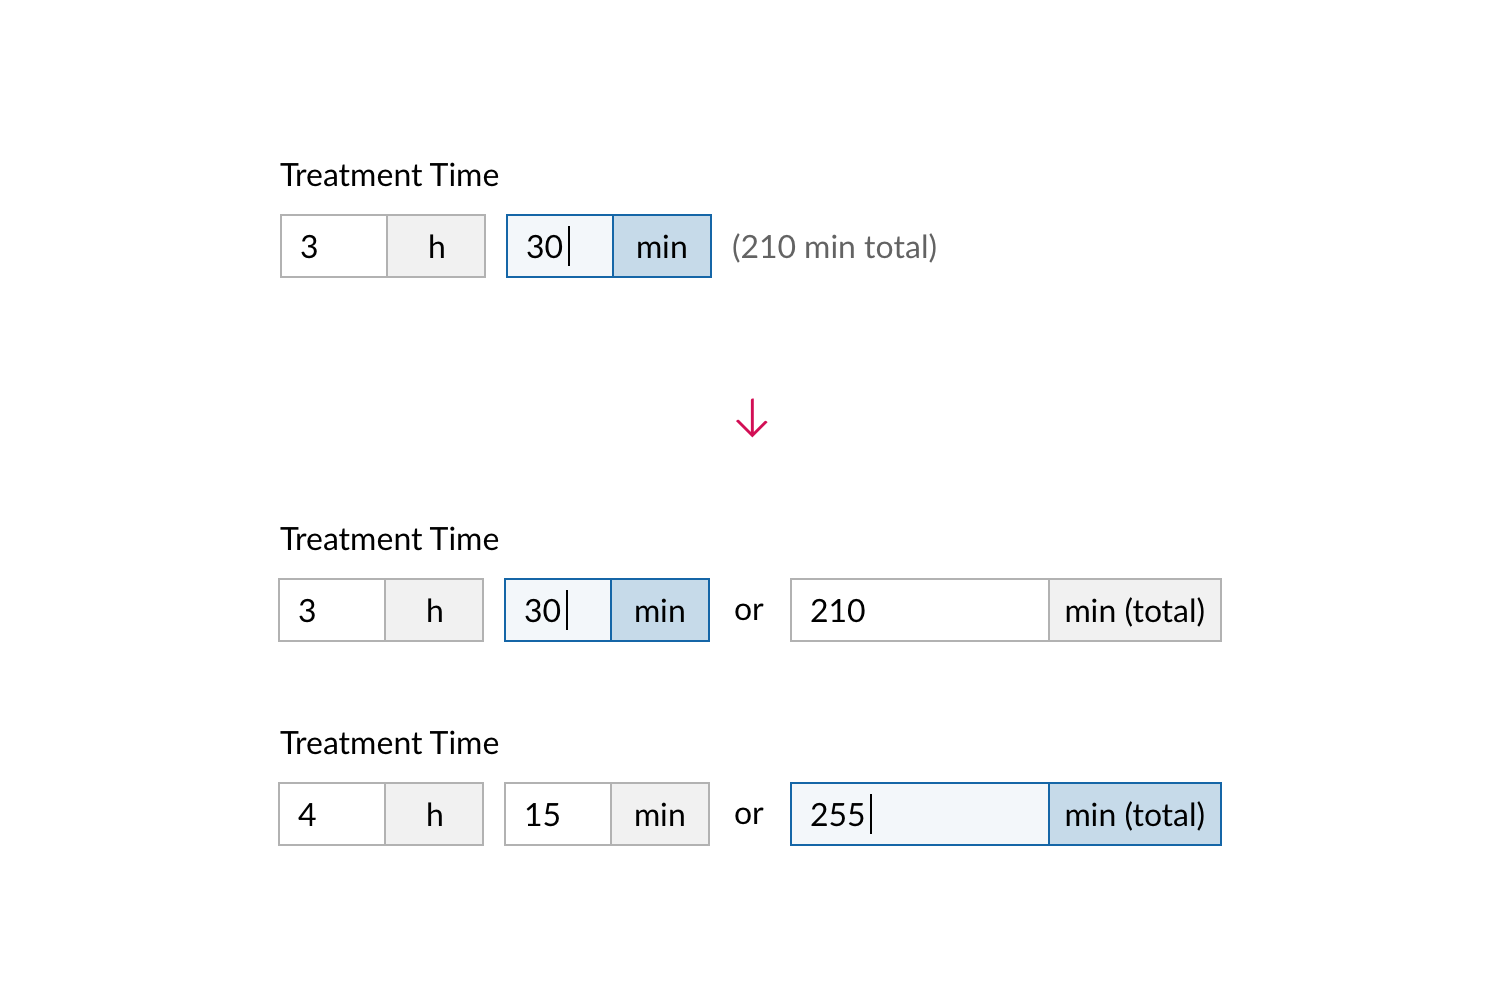 Treatment Time
3 h 30 min (210 min total)
Treatment Time
3 h 30 min or 210 min (total)
Treatment Time
4 h 15 min or 255 min (total)